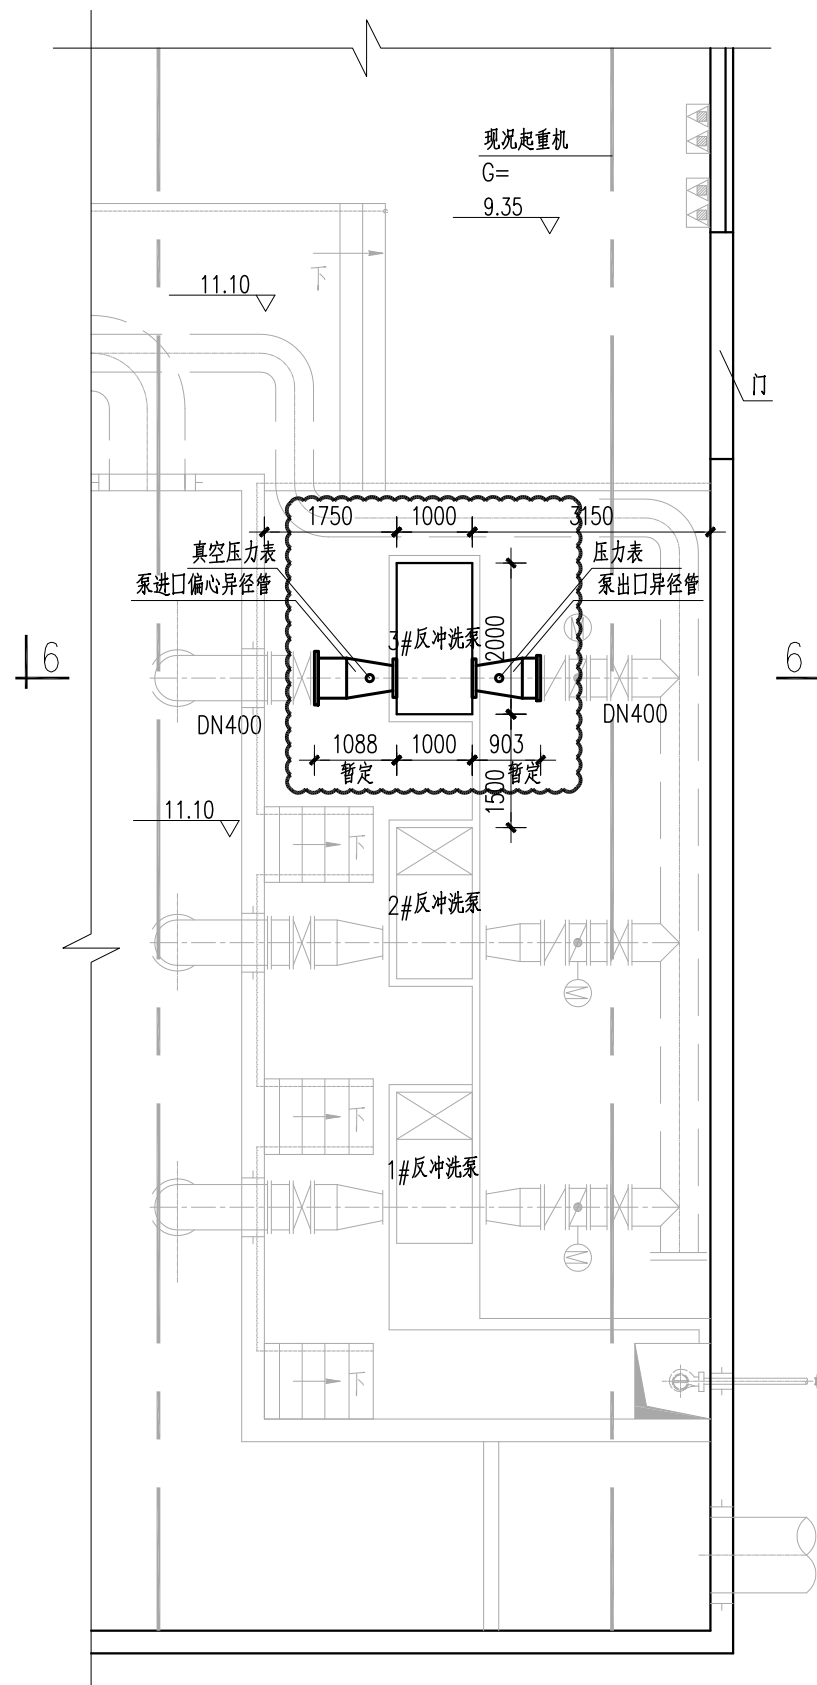 现况起重机
G=
9.35
下
11.10
门
1750
1000
3150
真空压力表
压力表
泵进口偏心异径管
泵出口异径管
2000
3#反冲洗泵
M
6
6
DN400
DN400
1088
1000
903
暂定
暂定
1500
11.10
下
2#反冲洗泵
M
下
1#反冲洗泵
M
下